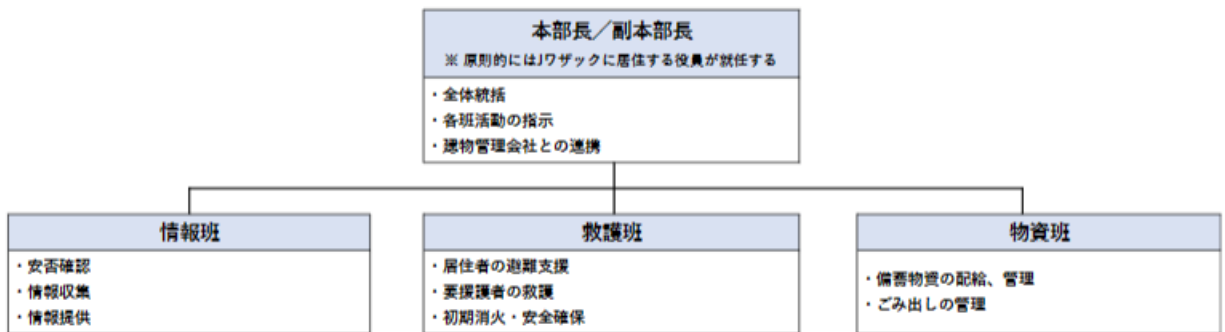 本部長／副本部長
※ 原則的にはJワザックに居住する役員が就任する
・全体統括
・各班活動の指示
・建物管理会社との連携
情報班
・安否確認
・情報収集
・情報提供
救護班
・居住者の避難支援
・要援護者の救護
・初期消火・安全確保
物資班
・備蓄物資の配給、管理
・ごみ出しの管理